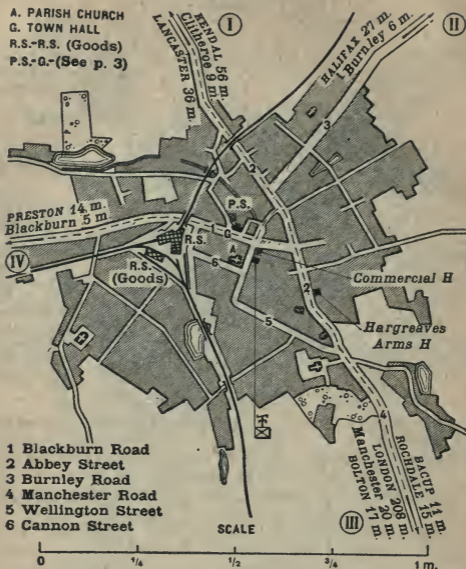 A. PARISH CHURCH
G. TOWN HALL
R.S.-R.S. (Goods)
P.S.-G.-(See p. 3)
I
II
KENDAL 56 m.
Clitheroe 9 m.
LANCASTER 36 m.
HALIFAX 27 m.
Burnley 6 m.
3
2
P.S.
PRESTON 14 m.
Blackburn 5 m
1
G
R.S.
A
6
IV
R.S.
(Goods)
Commercial H
2
Hargreaves
Arms H
5
4
1 Blackburn Road
2 Abbey Street
3 Burnley Road
4 Manchester Road
5 Wellington Street
6 Cannon Street
III
BACUP 11 m.
ROCHDALE 15 m.
LONDON 208 m.
Manchester 20 m.
BOLTON 17 m.
SCALE
0 1/4 1/2 3/4 1 m.